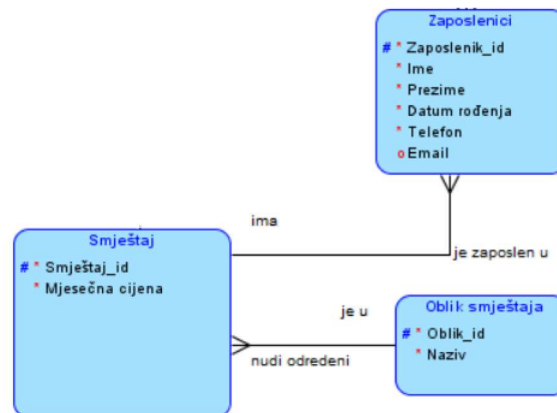 Zaposlenici
# * Zaposlenik_id
* Ime
* Prezime
* Datum rođenja
* Telefon
o Email
ima
je zaposlen u
Smještaj
# * Smještaj_id
* Mjesečna cijena
je u
nudi odredeni
Oblik smještaja
# * Oblik_id
* Naziv